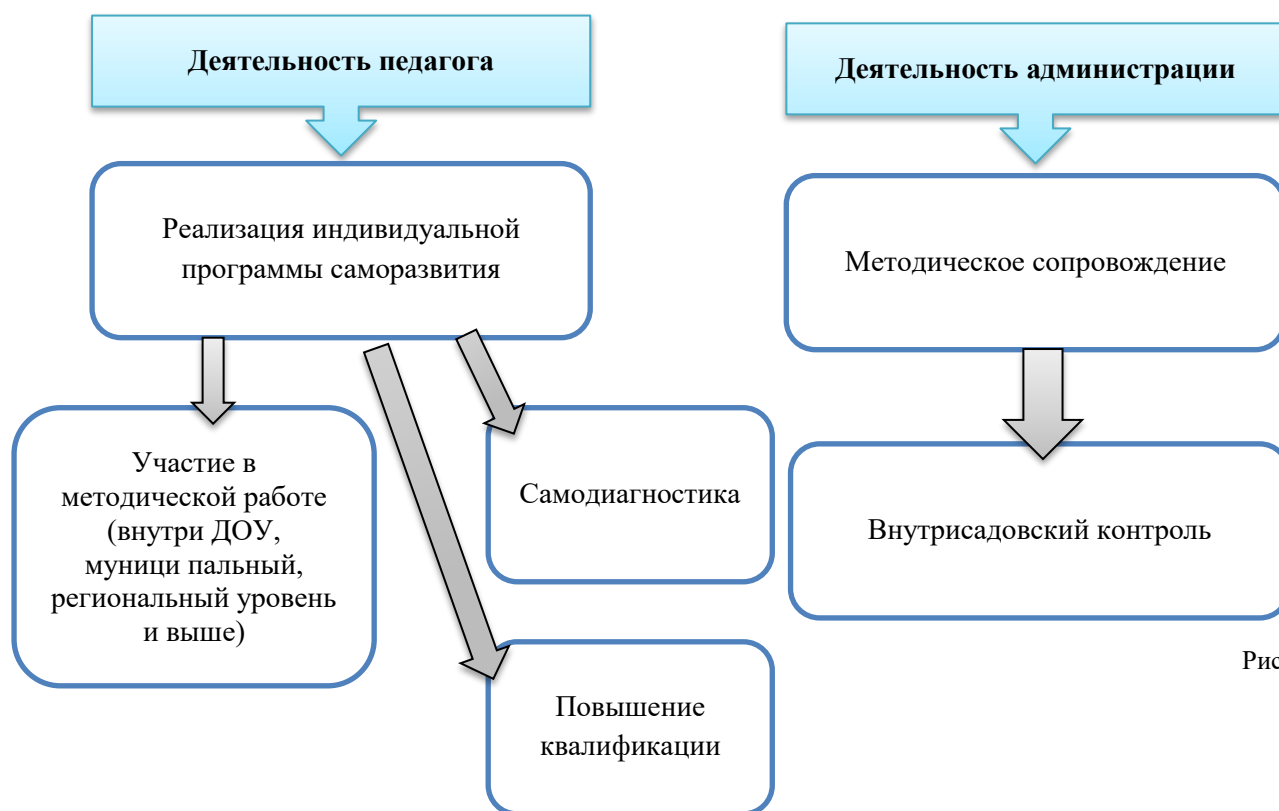 Деятельность педагога
Деятельность администрации
Реализация индивидуальной
программы саморазвития
Методическое сопровождение
Участие в
методической работе
(внутри ДОУ,
муници пальный,
региональный уровень
и выше)
Самодиагностика
Внутрисадовский контроль
Повышение
квалификации
Рис